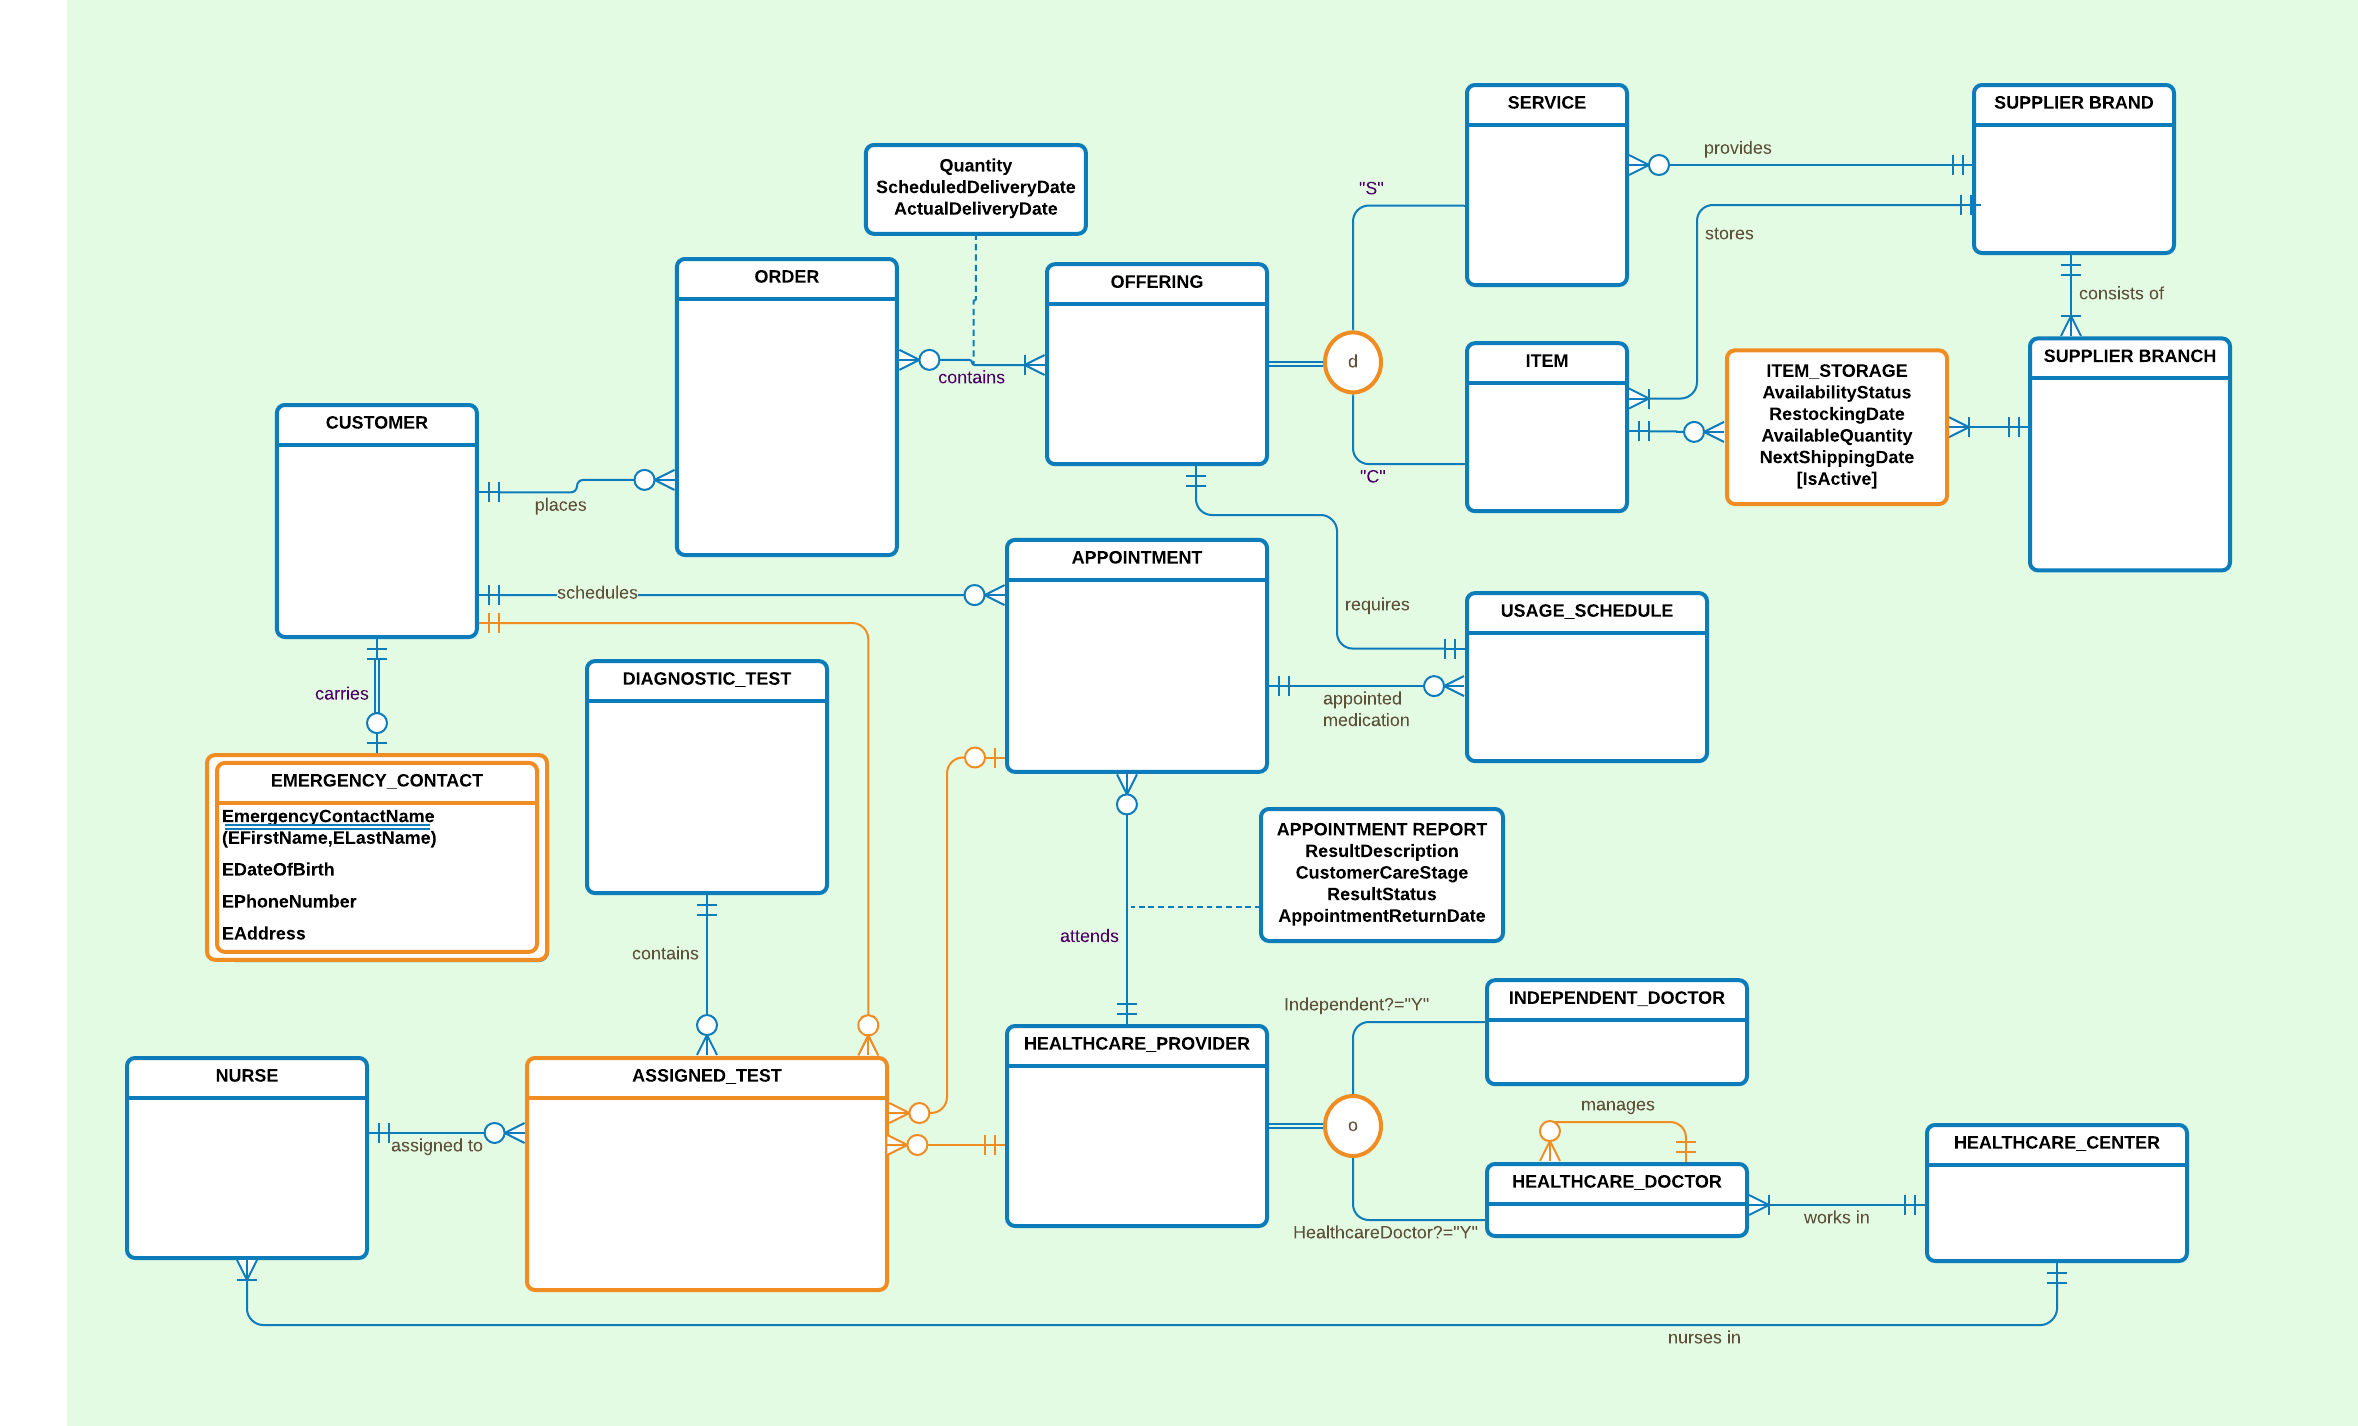 SERVICE
SUPPLIER BRAND
provides
Quantity
ScheduledDeliveryDate
ActualDeliveryDate
"S"
stores
ORDER
OFFERING
consists of
contains
d
ITEM
ITEM_STORAGE
AvailabilityStatus
RestockingDate
AvailableQuantity
NextShippingDate
[IsActive]
SUPPLIER BRANCH
CUSTOMER
"C"
places
APPOINTMENT
schedules
requires
USAGE_SCHEDULE
carries
DIAGNOSTIC_TEST
appointed
medication
EMERGENCY_CONTACT
EmergencyContactName
(EFirstName,ELastName)
EDateOfBirth
EPhoneNumber
EAddress
APPOINTMENT REPORT
ResultDescription
CustomerCareStage
ResultStatus
AppointmentReturnDate
contains
attends
Independent?="Y"
INDEPENDENT_DOCTOR
NURSE
ASSIGNED_TEST
HEALTHCARE_PROVIDER
manages
o
assigned to
HEALTHCARE_DOCTOR
HEALTHCARE_CENTER
works in
HealthcareDoctor?="Y"
nurses in